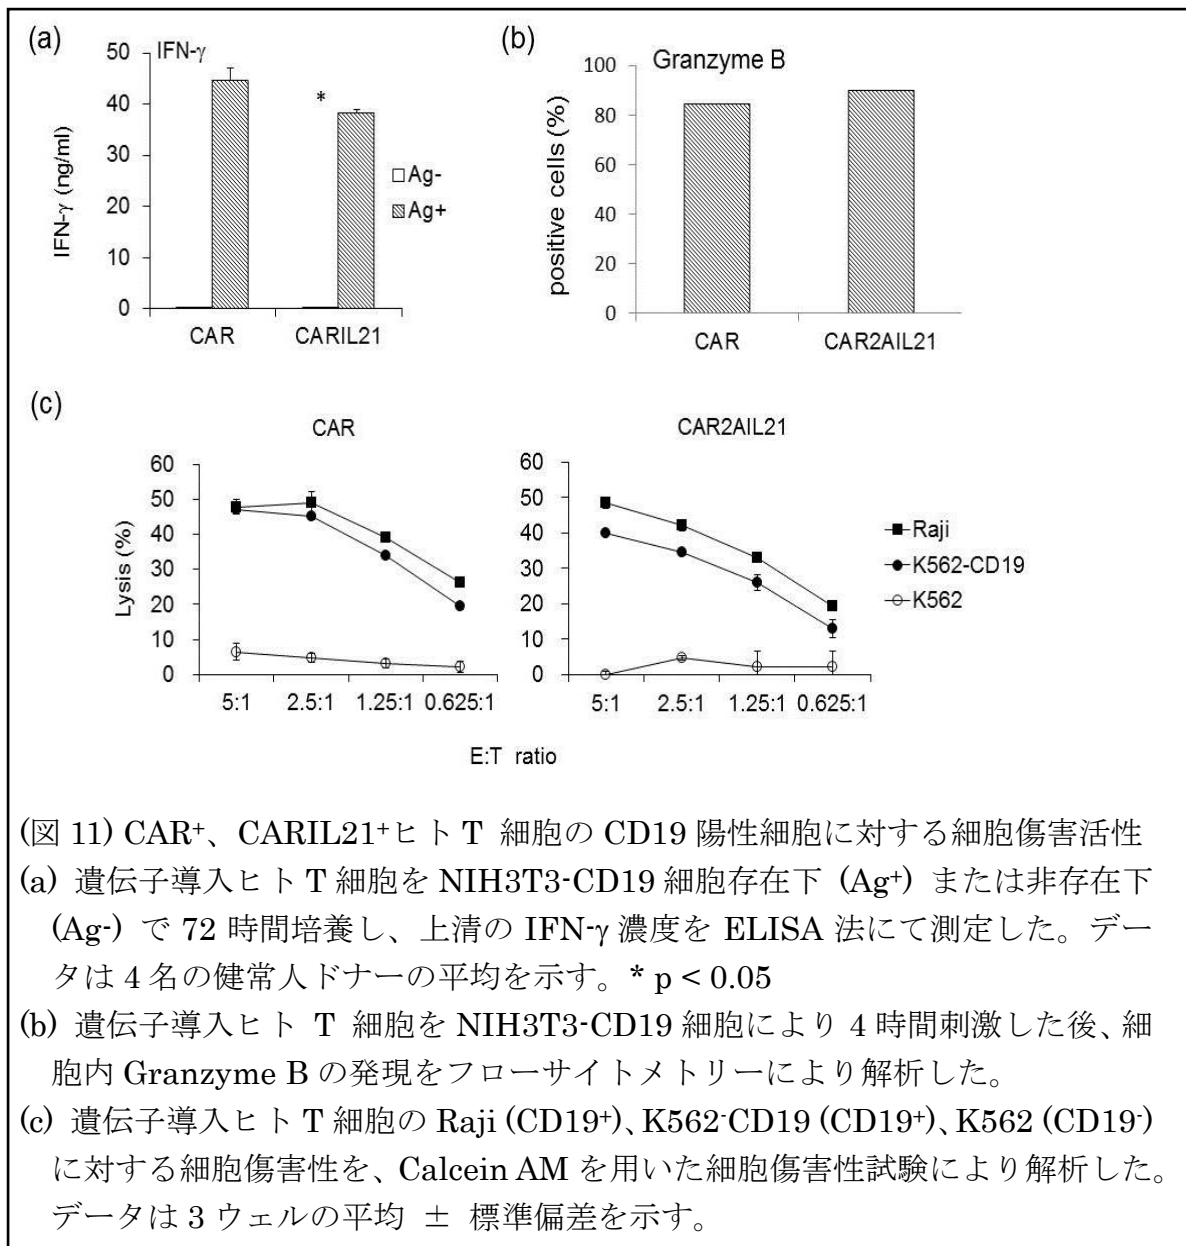 (a)
IFN-γ
IFN-γ (ng/ml)
50
40
30
20
10
0
CAR
CARIL21
*
Ag-
Ag+
(b)
Granzyme B
positive cells (%)
100
80
60
40
20
0
CAR
CAR2AIL21
(c)
CAR
Lysis (%)
60
50
40
30
20
10
0
5:1 2.5:1 1.25:1 0.625:1
CAR2AIL21
60
50
40
30
20
10
0
5:1 2.5:1 1.25:1 0.625:1
Raji
K562-CD19
K562
E:T ratio
(図 11) CAR⁺、CARIL21⁺ヒト T 細胞の CD19 陽性細胞に対する細胞傷害活性
(a) 遺伝子導入ヒト T 細胞を NIH3T3-CD19 細胞存在下 (Ag⁺) または非存在下
(Ag-) で 72 時間培養し、上清の IFN-γ 濃度を ELISA 法にて測定した。デー
タは 4 名の健常人ドナーの平均を示す。* p < 0.05
(b) 遺伝子導入ヒト T 細胞を NIH3T3-CD19 細胞により 4 時間刺激した後、細
胞内 Granzyme B の発現をフローサイトメトリーにより解析した。
(c) 遺伝子導入ヒト T 細胞の Raji (CD19⁺)、K562-CD19 (CD19⁺)、K562 (CD19⁻)
に対する細胞傷害性を、Calcein AM を用いた細胞傷害性試験により解析した。
データは 3 ウェルの平均 ± 標準偏差を示す。